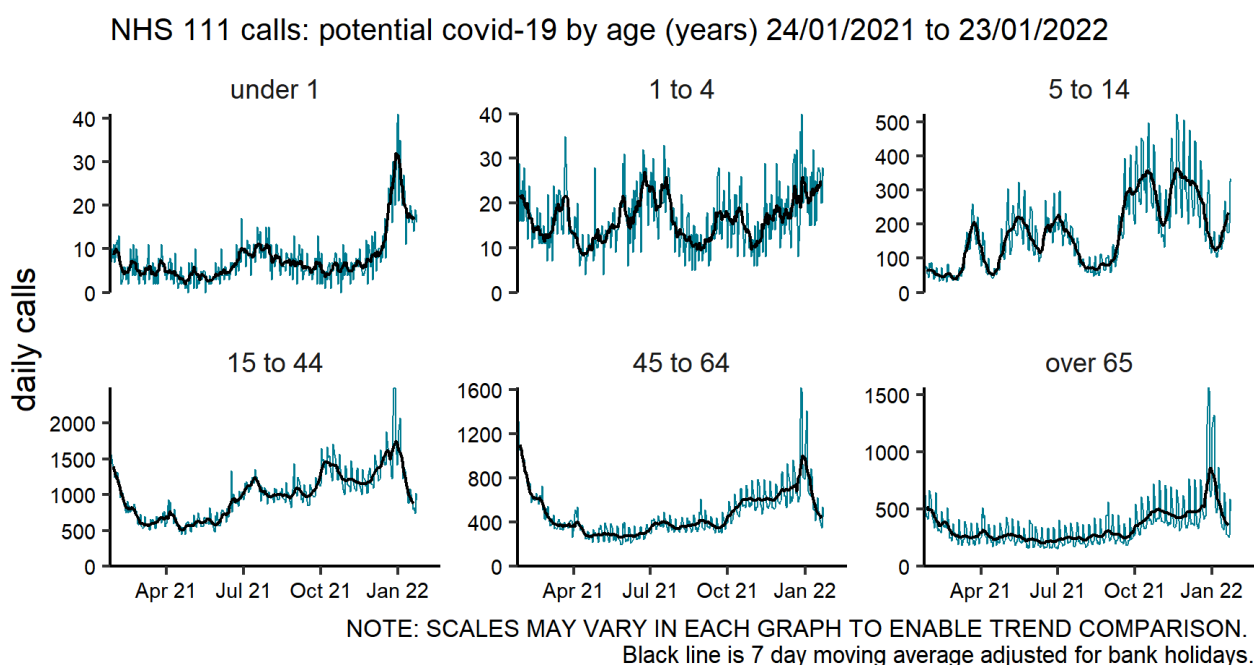 NHS 111 calls: potential covid-19 by age (years) 24/01/2021 to 23/01/2022
under 1
1 to 4
5 to 14
40
30
20
10
0
40
30
20
10
0
500
400
300
200
100
0
daily calls
15 to 44
45 to 64
over 65
2000
1500
1000
500
0
1600
1200
800
400
0
1500
1000
500
0
Apr 21 Jul 21 Oct 21 Jan 22
Apr 21 Jul 21 Oct 21 Jan 22
Apr 21 Jul 21 Oct 21 Jan 22
NOTE: SCALES MAY VARY IN EACH GRAPH TO ENABLE TREND COMPARISON.
Black line is 7 day moving average adjusted for bank holidays.